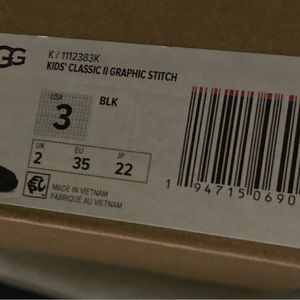 GG
K / 1112383K
KIDS' CLASSIC II GRAPHIC STITCH
USA
3
BLK
UK
2
EU
35
JP
22
MADE IN VIETNAM
FABRIQUÉ AU VIETNAM
1 94715 0690